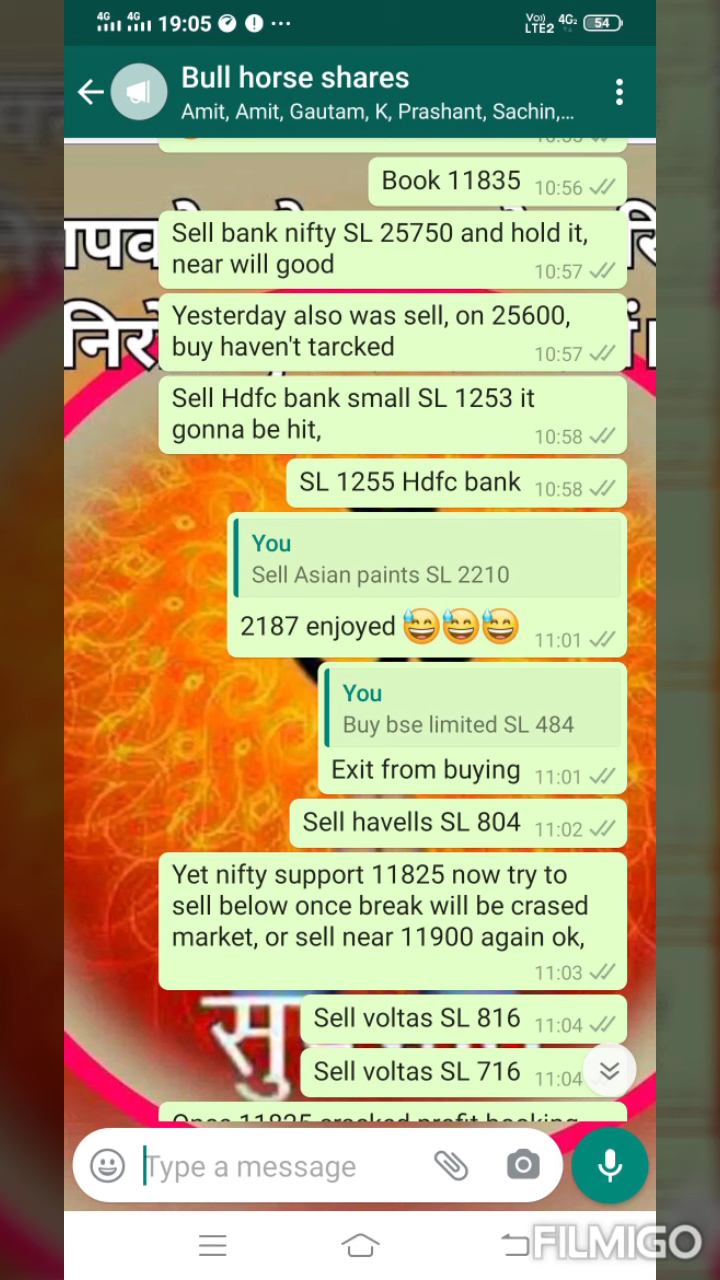 4G 4G 19:05 ! ... Vo)) LTE2 4G2 54
Bull horse shares
Amit, Amit, Gautam, K, Prashant, Sachin,...
Book 11835 10:56
Sell bank nifty SL 25750 and hold it,
near will good 10:57
Yesterday also was sell, on 25600,
buy haven't tarcked 10:57
Sell Hdfc bank small SL 1253 it
gonna be hit, 10:58
SL 1255 Hdfc bank 10:58
You
Sell Asian paints SL 2210
2187 enjoyed 😅😅😅 11:01
You
Buy bse limited SL 484
Exit from buying 11:01
Sell havells SL 804 11:02
Yet nifty support 11825 now try to
sell below once break will be crased
market, or sell near 11900 again ok,
11:03
सु
Sell voltas SL 816 11:04
Sell voltas SL 716 11:04
Once 11825 cracked profit booking
Type a message
FILMIGO